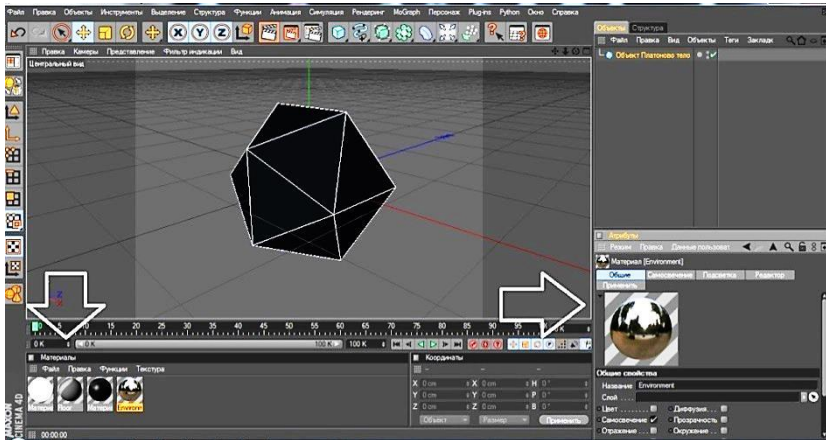 Файл Правка Объекты Инструменты Выделение Структура Функции Анимация Симуляция Рендеринг MoGraph Персонаж Plug-ins Python Окно Справка
Объекты Структура
Файл Правка Вид Объекты Теги Закладк
Объект Платоново тело
Правка Камеры Представление Фильтр индикации Вид
Центральный вид
Атрибуты
Режим Правка Данные пользоват
Материал [Environment]
Общие Самосвечение Подсветка Редактор
Применить
0 5 10 15 20 25 30 35 40 45 50 55 60 65 70 75 80 85 90 95
0 K 0 K 100 K 100 K
Материалы
Файл Правка Функции Текстура
Материа Материа Environm
Координаты
X 0 cm X 0 cm H 0 °
Y 0 cm Y 0 cm P 0 °
Z 0 cm Z 0 cm B 0 °
Объект Размер Применить
Общие свойства
Название Environment
Слой
Цвет Диффузия
Самосвечение Прозрачность
Отражение Окружение
MAXON
CINEMA 4D
00:00:00